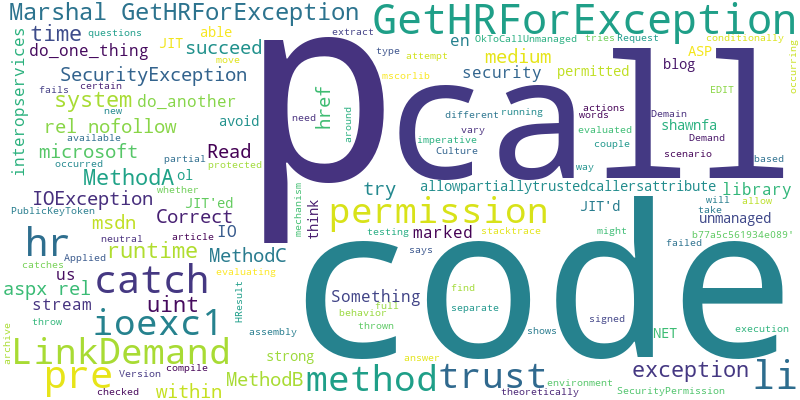 Marshal GetHRForException
GetHRForException
time
able
JIT
questions
extract
en
OkToCallUnmanaged
tries
Request
conditionally
do_one_thing
succeed
move
type
attempt
medium
ASP
occurring
interopservices
SecurityException
mscorlib
security
permitted
blog
p
call
fails
certain
href
EDIT
system
do_another
need
around
different
running
actions
new
vary
words
Demain
rel nofollow
avoid
imperative
evaluated
shawnfa
available
Culture
couple
Demand
microsoft
Read
way
scenario
based
occurred
partial
protected
MethodA
ol
try
allowpartiallytrustedcallersattribute
library
whether
mechanism
IOException
JIT'ed
think
permission
JIT'd
will
allow
PublicKeyToken
Correct
take
msdn
unmanaged
neutral
article
IO
testing
marked
stacktrace
might
b77a5c561934e089'
hr
Applied
runtime
MethodC
says
failed
catches
evaluating
us
catch
full
find
code
aspx rel
uint
HResult
Something
separate
stream
behavior
signed
throw
ioexc1
thrown
assembly
shows
NET
execution
archive
LinkDemand
strong
answer
exception
li
Version
compile
pre
MethodB
method
trust
environment
checked
within
theoretically
SecurityPermission